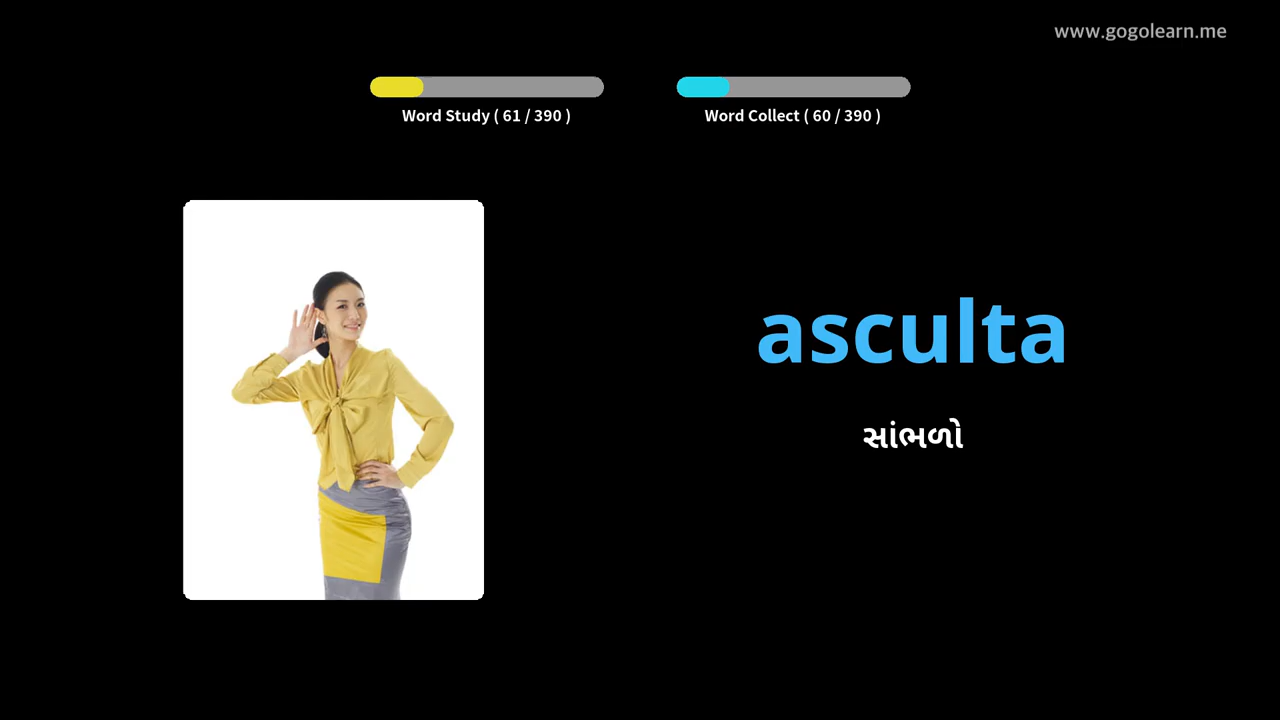 www.gogolearn.me
Word Study ( 61 / 390 )
Word Collect ( 60 / 390 )
asculta
સાંભળો